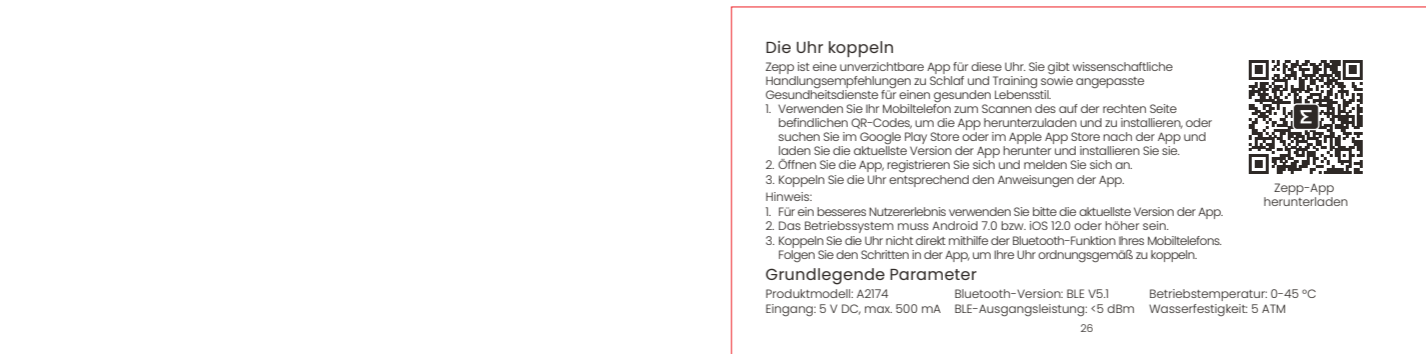 Die Uhr koppeln
Zepp ist eine unverzichtbare App für diese Uhr. Sie gibt wissenschaftliche
Handlungsempfehlungen zu Schlaf und Training sowie angepasste
Gesundheitsdienste für einen gesunden Lebensstil.
1. Verwenden Sie Ihr Mobiltelefon zum Scannen des auf der rechten Seite
befindlichen QR-Codes, um die App herunterzuladen und zu installieren, oder
suchen Sie im Google Play Store oder im Apple App Store nach der App und
laden Sie die aktuellste Version der App herunter und installieren Sie sie.
2. Öffnen Sie die App, registrieren Sie sich und melden Sie sich an.
3. Koppeln Sie die Uhr entsprechend den Anweisungen der App.
Zepp-App
herunterladen
Hinweis:
1. Für ein besseres Nutzererlebnis verwenden Sie bitte die aktuellste Version der App.
2. Das Betriebssystem muss Android 7.0 bzw. iOS 12.0 oder höher sein.
3. Koppeln Sie die Uhr nicht direkt mithilfe der Bluetooth-Funktion Ihres Mobiltelefons.
Folgen Sie den Schritten in der App, um Ihre Uhr ordnungsgemäß zu koppeln.
Grundlegende Parameter
Produktmodell: A2174 Bluetooth-Version: BLE V5.1 Betriebstemperatur: 0-45 °C
Eingang: 5 V DC, max. 500 mA BLE-Ausgangsleistung: <5 dBm Wasserfestigkeit: 5 ATM
26